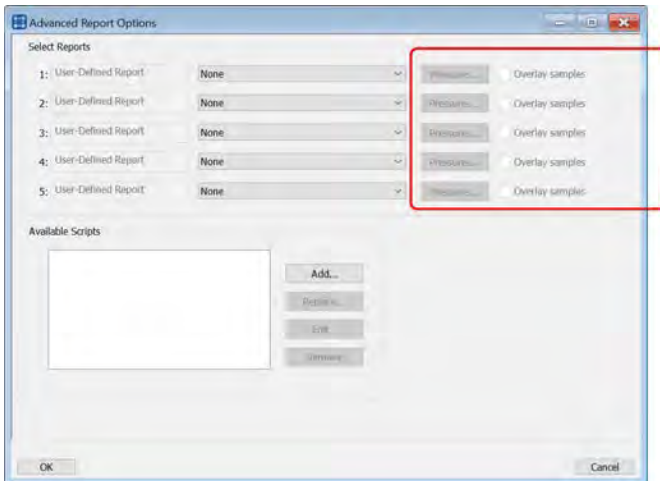 Advanced Report Options
Select Reports
1: User-Defined Report None Pressures... Overlay samples
2: User-Defined Report None Pressures... Overlay samples
3: User-Defined Report None Pressures... Overlay samples
4: User-Defined Report None Pressures... Overlay samples
5: User-Defined Report None Pressures... Overlay samples
Available Scripts
Add...
Replace...
Edit
Remove
OK Cancel